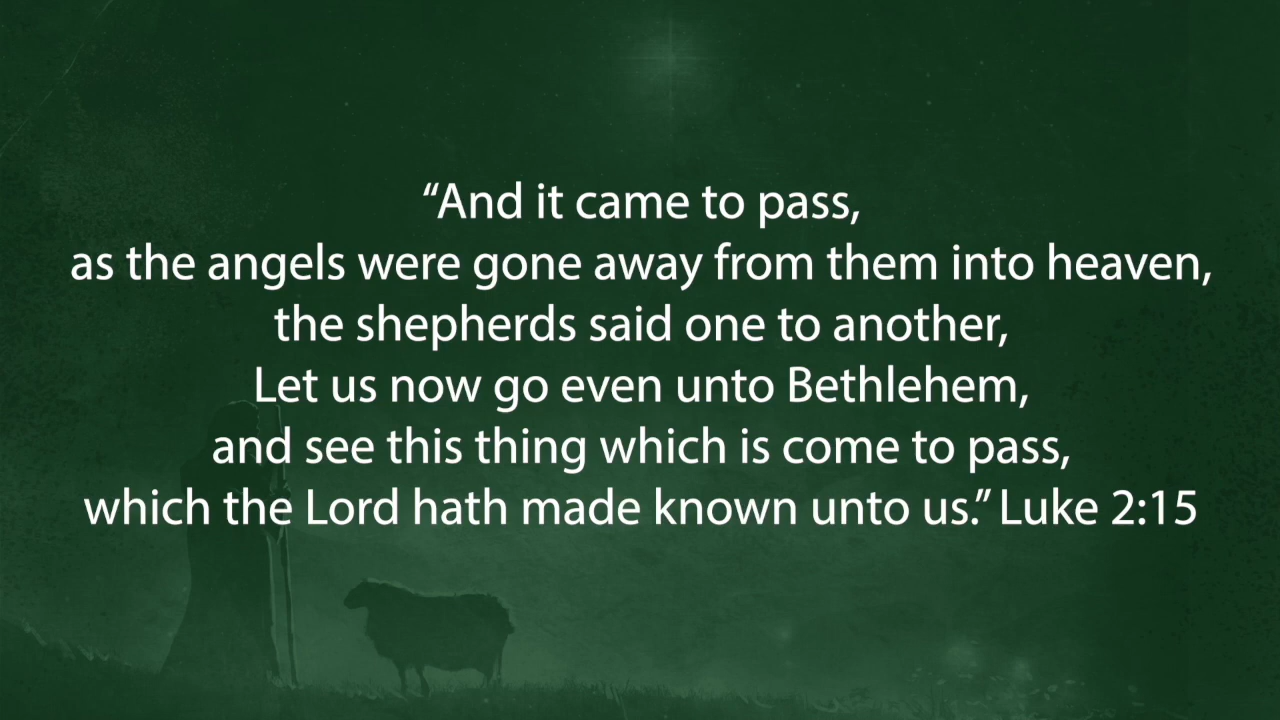 “And it came to pass,
as the angels were gone away from them into heaven,
the shepherds said one to another,
Let us now go even unto Bethlehem,
and see this thing which is come to pass,
which the Lord hath made known unto us.” Luke 2:15